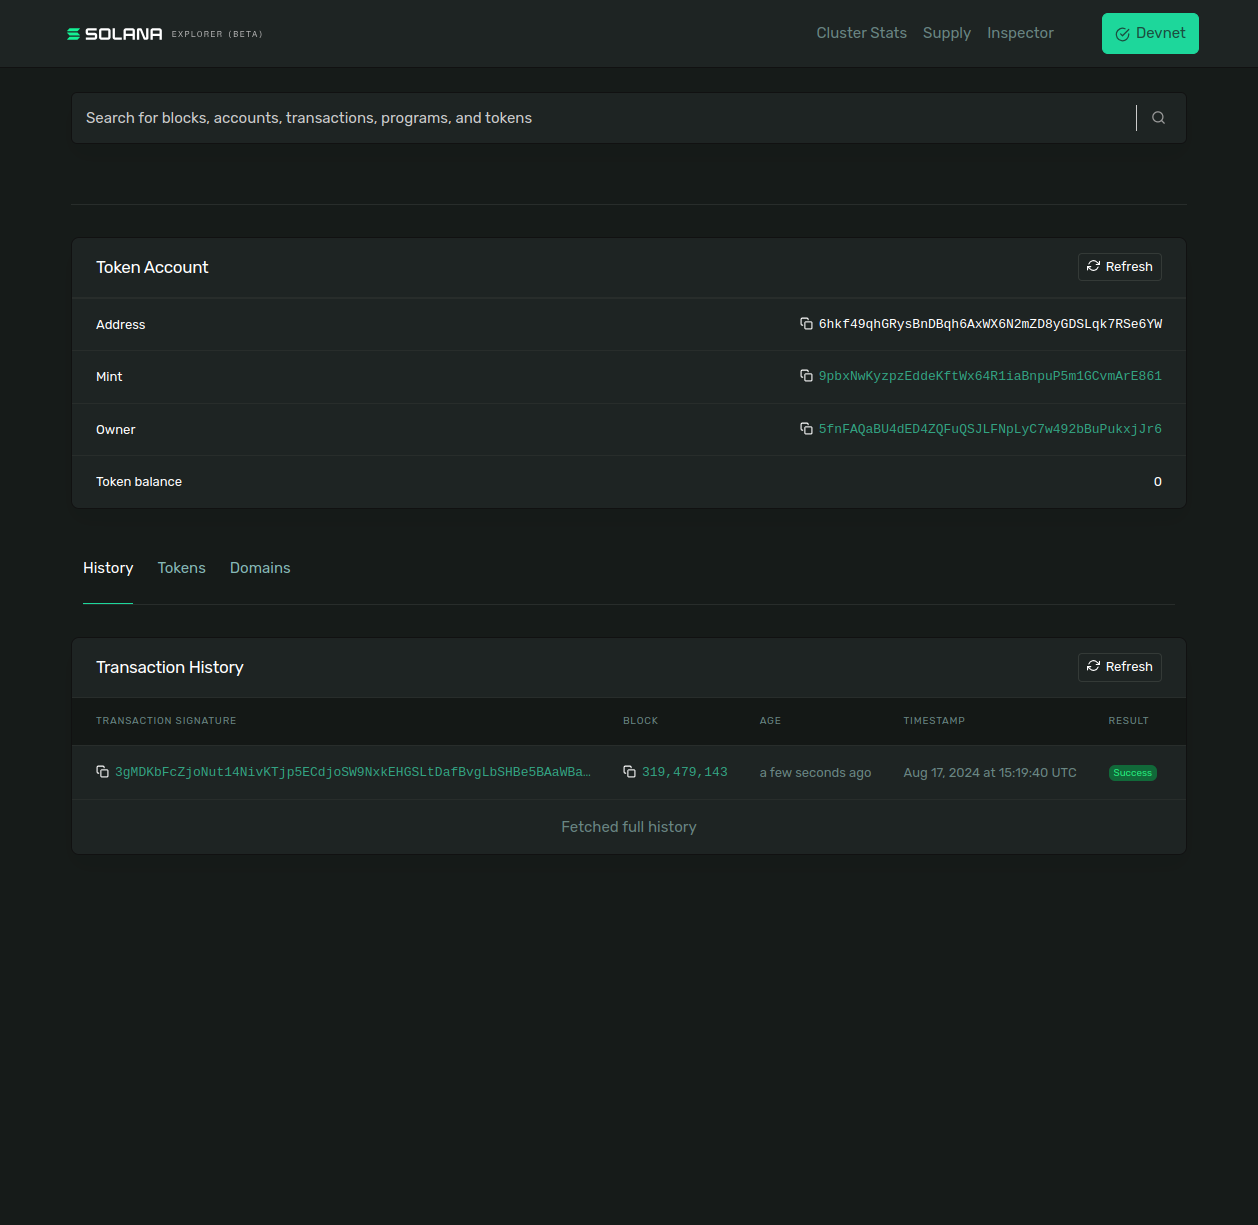 SOLANA EXPLORER (BETA)
Cluster Stats Supply Inspector Devnet
Search for blocks, accounts, transactions, programs, and tokens
Token Account Refresh
Address 6hkf49qhGRysBnDBqh6AxWX6N2mZD8yGDSLqk7RSe6YW
Mint 9pbxNwKyzpzEddeKftWx64R1iaBnpuP5m1GCvmArE861
Owner 5fnFAQaBU4dED4ZQFuQSJLFNpLyC7w492bBuPukxjJr6
Token balance 0
History Tokens Domains
Transaction History Refresh
TRANSACTION SIGNATURE BLOCK AGE TIMESTAMP RESULT
3gMDKbFcZjoNut14NivKTjp5ECdjoSW9NxkEHGSLtDafBvgLbSHBe5BAaWBa… 319,479,143 a few seconds ago Aug 17, 2024 at 15:19:40 UTC Success
Fetched full history